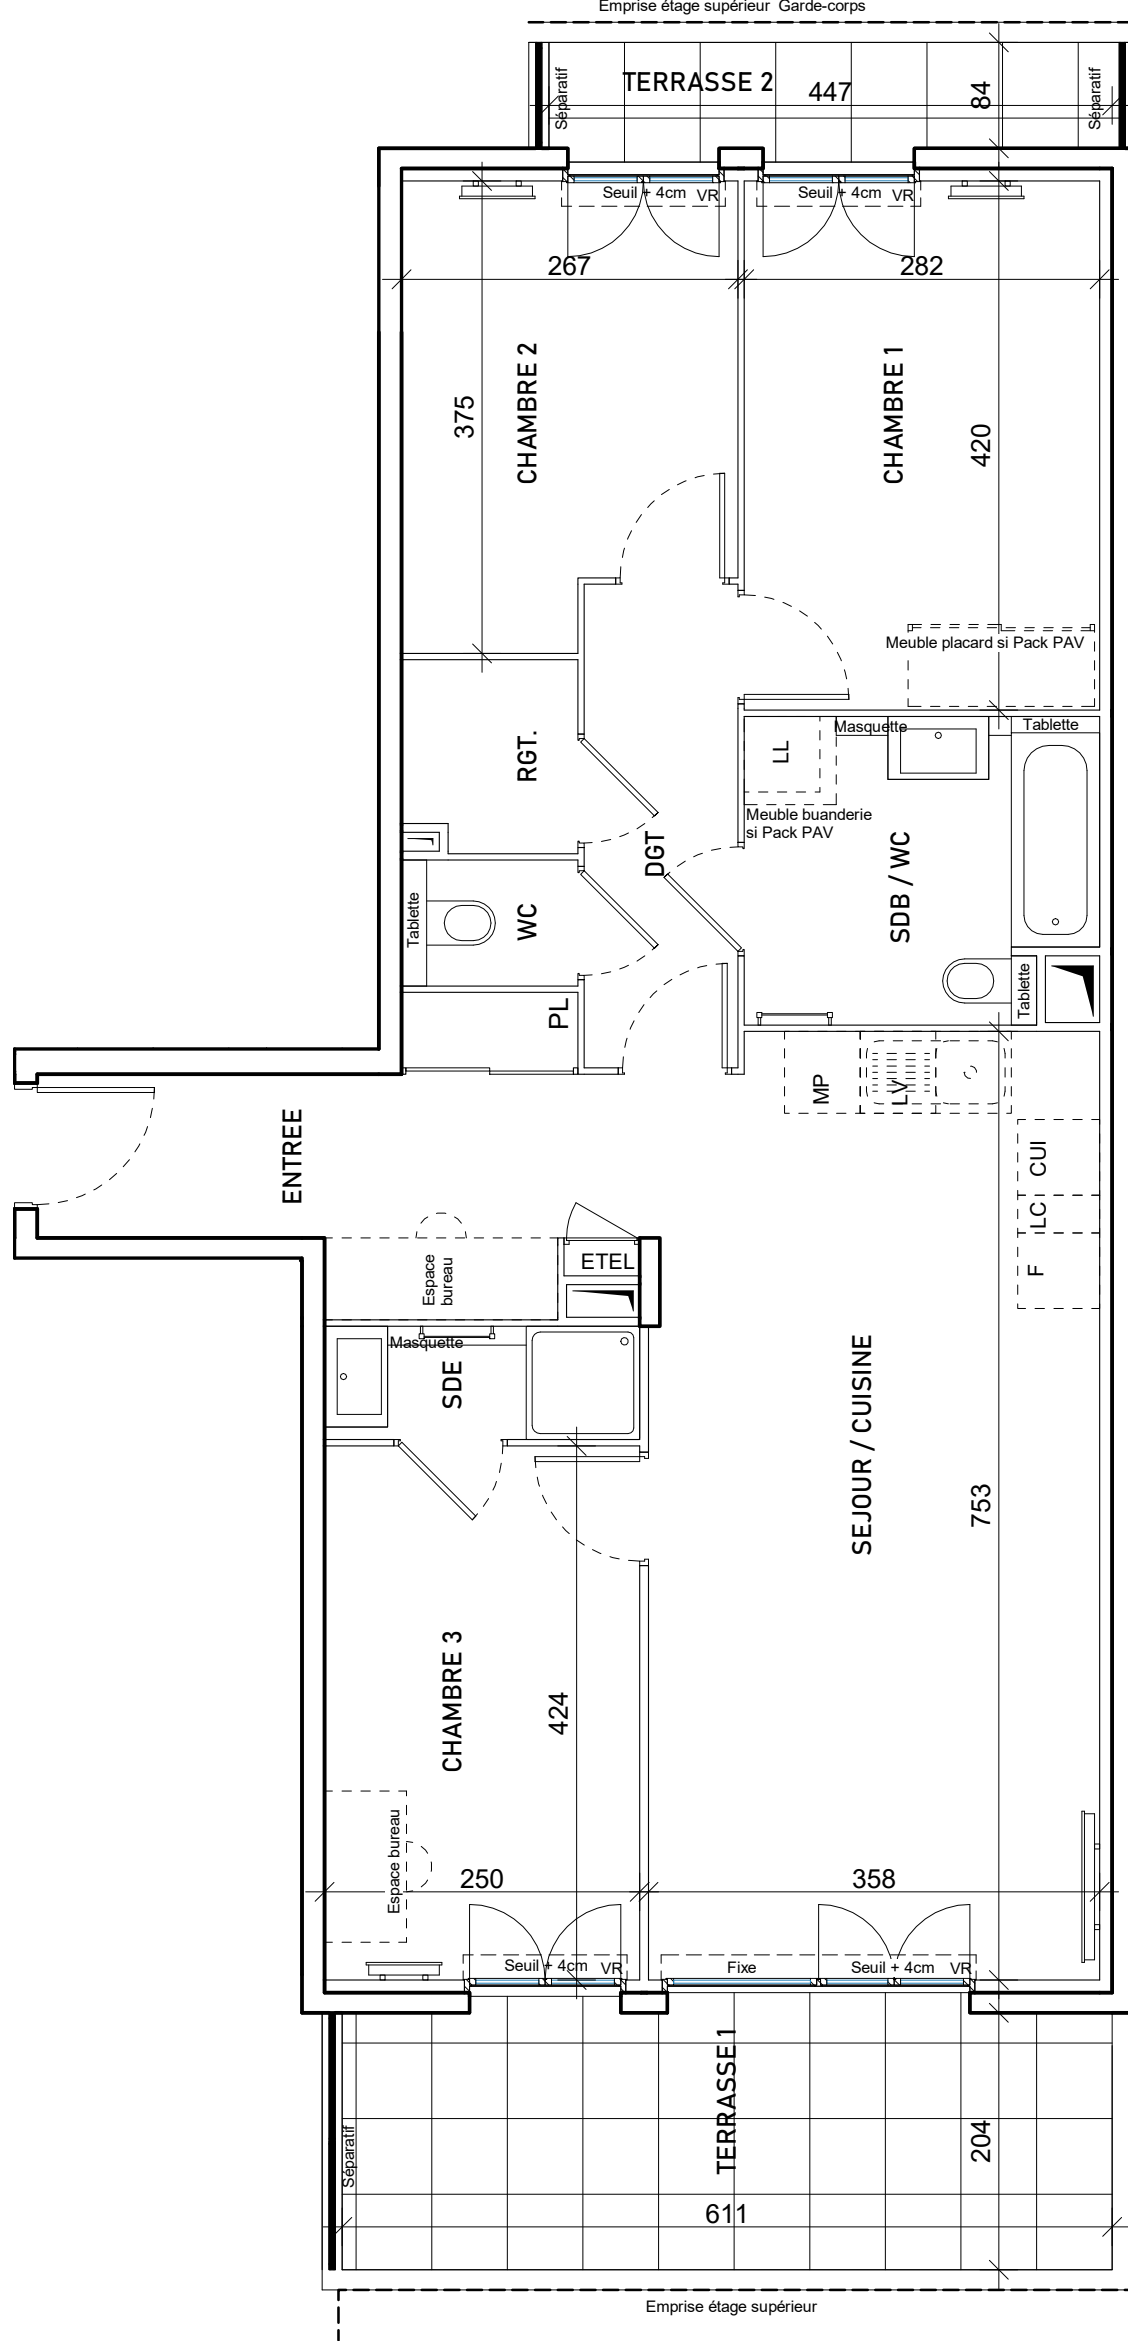 Emprise étage supérieur Garde-corps
Séparatif
TERRASSE 2
447
84
Séparatif
Seuil + 4cm VR
Seuil + 4cm VR
267
282
375
CHAMBRE 2
CHAMBRE 1
420
Meuble placard si Pack PAV
RGT.
LL
Masquette
Tablette
Meuble buanderie
si Pack PAV
DGT
SDB / WC
Tablette
WC
Tablette
PL
MP
LV
ENTREE
CUI
LC
F
Espace
bureau
ETEL
Masquette
SDE
SEJOUR / CUISINE
753
CHAMBRE 3
424
Espace bureau
250
358
Seuil + 4cm VR
Fixe
Seuil + 4cm VR
TERRASSE 1
Séparatif
204
611
Emprise étage supérieur